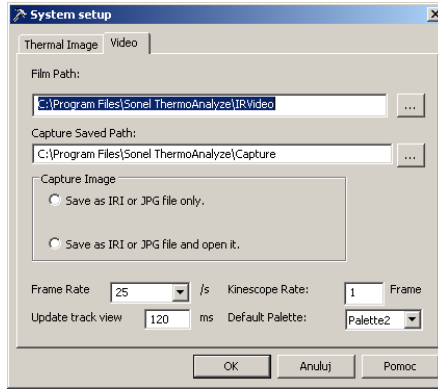 System setup
Thermal Image Video
Film Path:
C:\Program Files\Sonel ThermoAnalyze\IRVideo ...
Capture Saved Path:
C:\Program Files\Sonel ThermoAnalyze\Capture ...
Capture Image
Save as IRI or JPG file only.
Save as IRI or JPG file and open it.
Frame Rate 25 /s Kinescope Rate: 1 Frame
Update track view 120 ms Default Palette: Palette2
OK Anuluj Pomoc